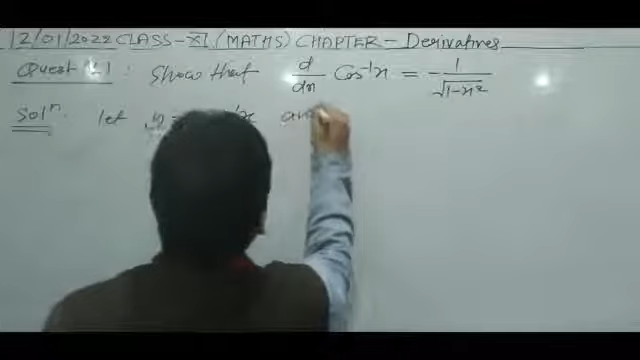 12/01/2022 CLASS-XI (MATHS) CHAPTER - Derivatives
Quest 1: Show that d/dx Cos⁻¹x = -1/√1-x²
Solⁿ. let y =